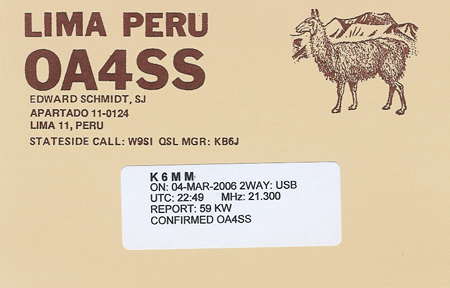 LIMA PERU
OA4SS
EDWARD SCHMIDT, SJ
APARTADO 11-0124
LIMA 11, PERU
STATESIDE CALL: W9SI QSL MGR: KB6J
K6MM
ON: 04-MAR-2006 2WAY: USB
UTC: 22:49 MHz: 21.300
REPORT: 59 KW
CONFIRMED OA4SS